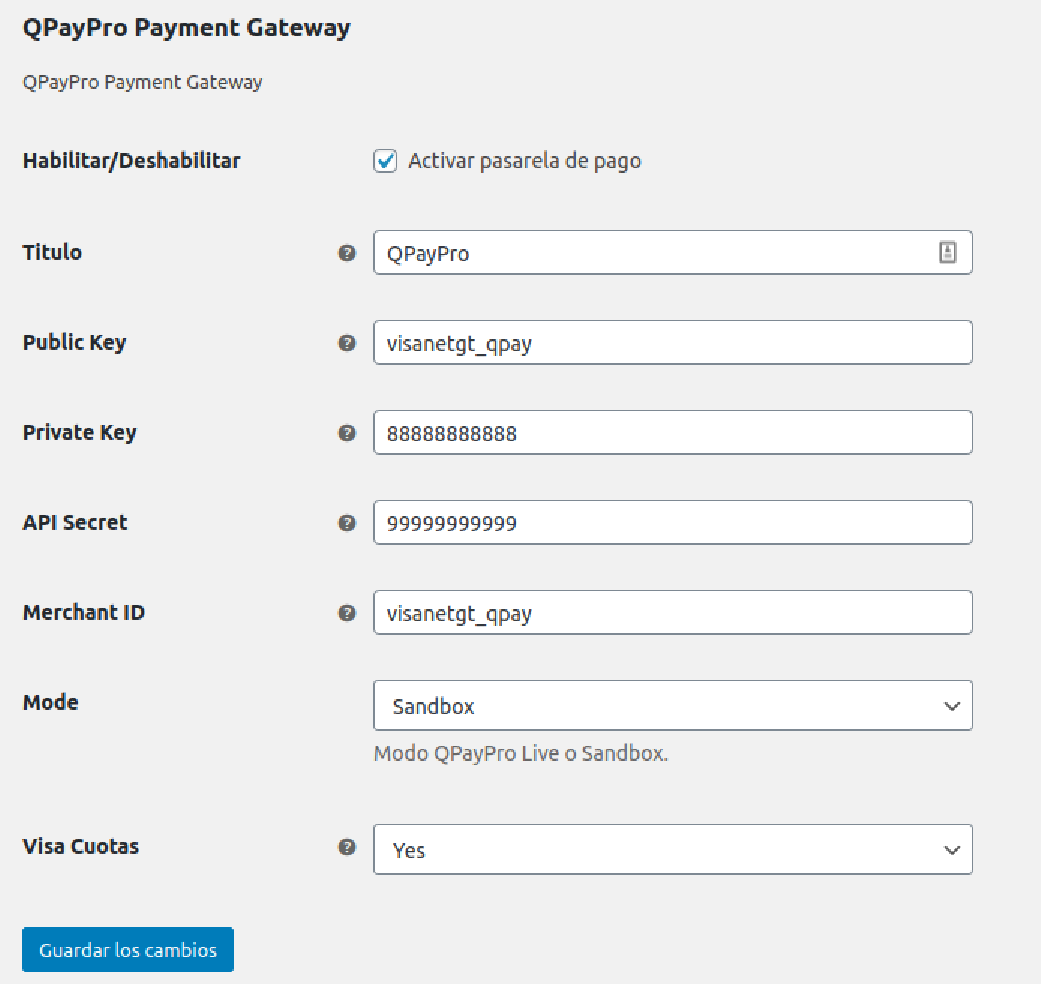 QPayPro Payment Gateway
QPayPro Payment Gateway
Habilitar/Deshabilitar
Activar pasarela de pago
Titulo
QPayPro
Public Key
visanetgt_qpay
Private Key
88888888888
API Secret
99999999999
Merchant ID
visanetgt_qpay
Mode
Sandbox
Modo QPayPro Live o Sandbox.
Visa Cuotas
Yes
Guardar los cambios